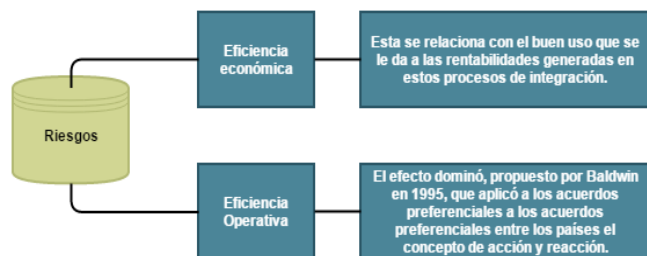 Riesgos
Eficiencia
económica
Esta se relaciona con el buen uso que se
le da a las rentabilidades generadas en
estos procesos de integración.
Eficiencia
Operativa
El efecto dominó, propuesto por Baldwin
en 1995, que aplicó a los acuerdos
preferenciales a los acuerdos
preferenciales entre los países el
concepto de acción y reacción.